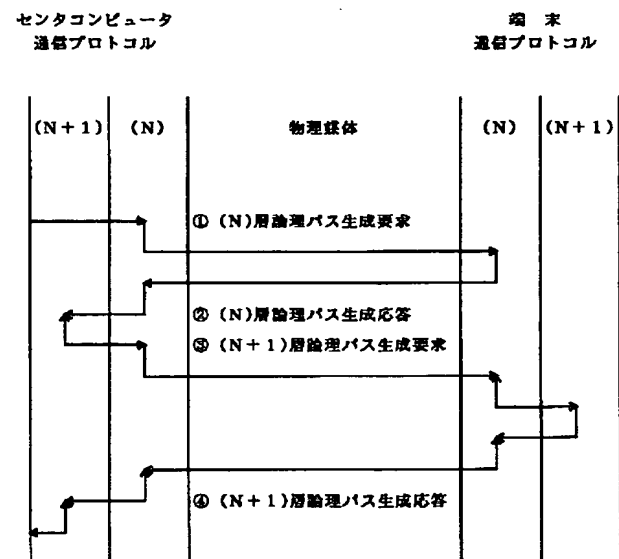 センタコンピュータ
通信プロトコル
端 末
通信プロトコル
(N+1)
(N)
物理媒体
(N)
(N+1)
① (N)層論理パス生成要求
② (N)層論理パス生成応答
③ (N+1)層論理パス生成要求
④ (N+1)層論理パス生成応答